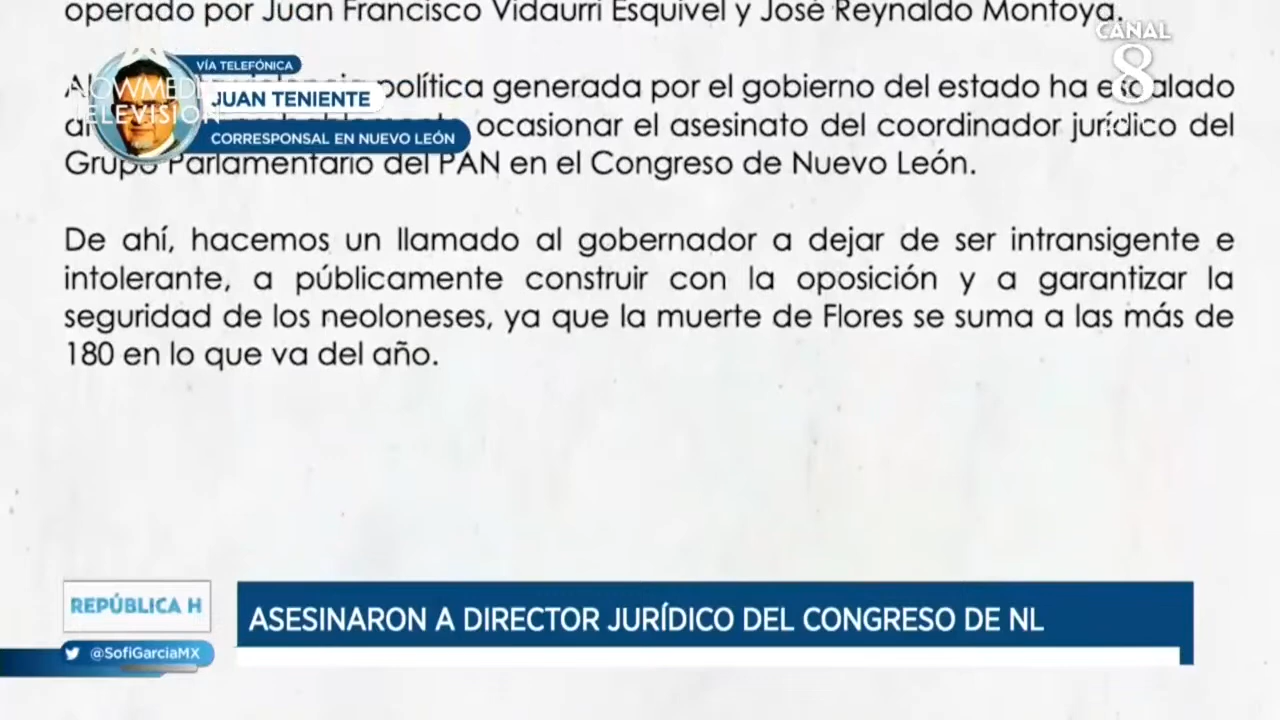 operado por Juan Francisco Vidaurri Esquivel y José Reynaldo Montoya.
CANAL
8
VÍA TELEFÓNICA
NOWMEDIA
TELEVISION
JUAN TENIENTE
CORRESPONSAL EN NUEVO LEÓN
política generada por el gobierno del estado ha escalado
ocasionar el asesinato del coordinador jurídico del
Grupo Parlamentario del PAN en el Congreso de Nuevo León.
De ahí, hacemos un llamado al gobernador a dejar de ser intransigente e
intolerante, a públicamente construir con la oposición y a garantizar la
seguridad de los neoloneses, ya que la muerte de Flores se suma a las más de
180 en lo que va del año.
REPÚBLICA H
@SofiGarciaMX
ASESINARON A DIRECTOR JURÍDICO DEL CONGRESO DE NL